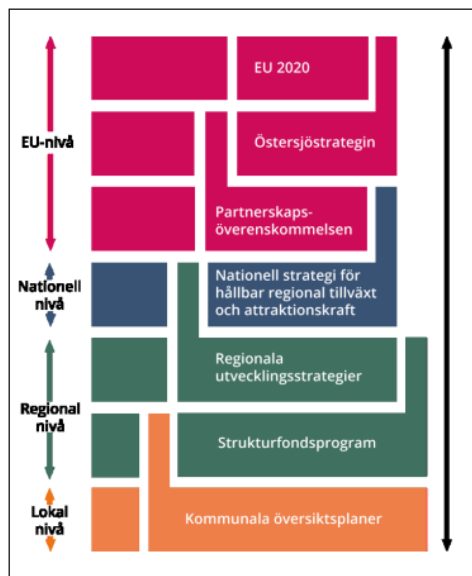 EU 2020
Östersjöstrategin
EU-nivå
Partnerskaps-
överenskommelsen
Nationell
nivå
Nationell strategi för
hållbar regional tillväxt
och attraktionskraft
Regionala
utvecklingsstrategier
Regional
nivå
Strukturfondsprogram
Lokal
nivå
Kommunala översiktsplaner